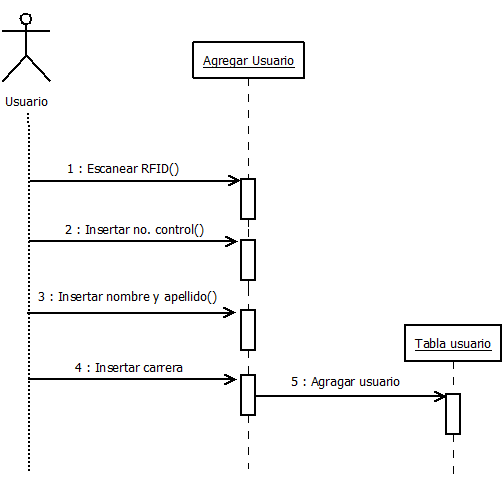 Agregar Usuario
Usuario
1 : Escanear RFID()
2 : Insertar no. control()
3 : Insertar nombre y apellido()
Tabla usuario
4 : Insertar carrera
5 : Agragar usuario